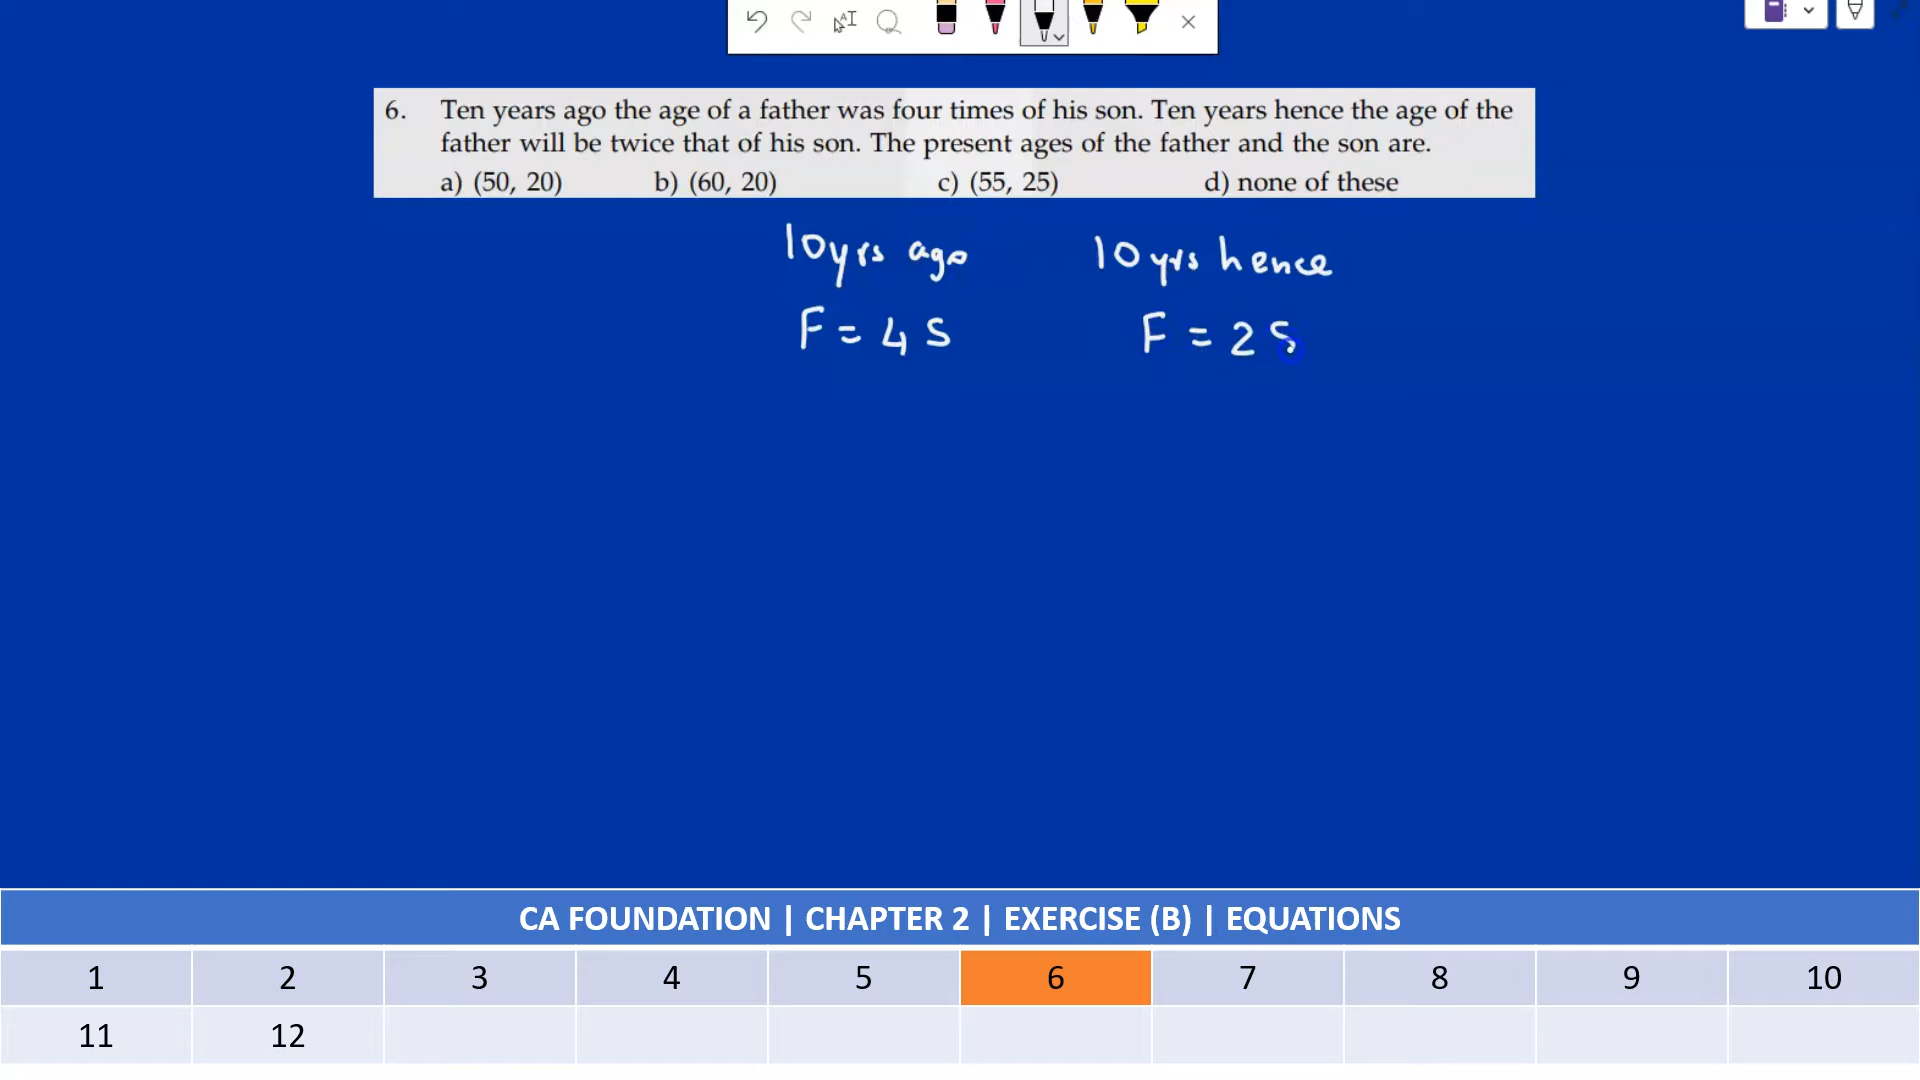 6. Ten years ago the age of a father was four times of his son. Ten years hence the age of the
father will be twice that of his son. The present ages of the father and the son are.
a) (50, 20) b) (60, 20) c) (55, 25) d) none of these
10yrs ago 10 yrs hence
F = 4 S F = 2 S
CA FOUNDATION | CHAPTER 2 | EXERCISE (B) | EQUATIONS
1 2 3 4 5 6 7 8 9 10
11 12